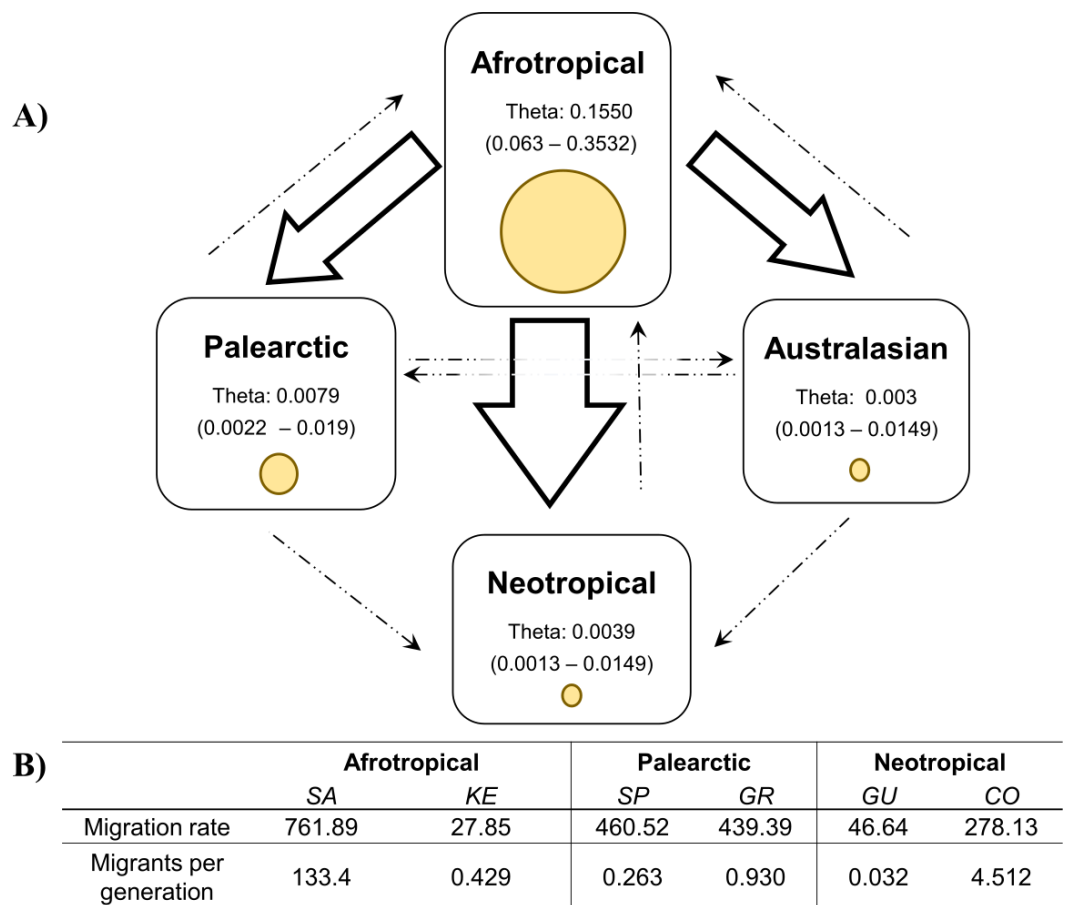 A)
Afrotropical
Theta: 0.1550
(0.063 – 0.3532)
Palearctic
Theta: 0.0079
(0.0022 – 0.019)
Australasian
Theta: 0.003
(0.0013 – 0.0149)
Neotropical
Theta: 0.0039
(0.0013 – 0.0149)
B)
Afrotropical Palearctic Neotropical
SA KE SP GR GU CO
Migration rate 761.89 27.85 460.52 439.39 46.64 278.13
Migrants per
generation 133.4 0.429 0.263 0.930 0.032 4.512